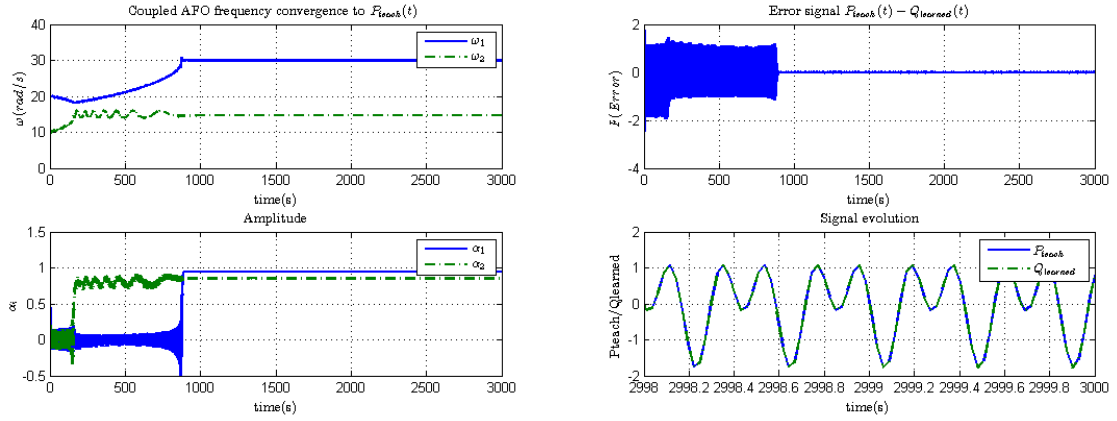 Coupled AFO frequency convergence to P_teach(t)
ω(rad/s)
40
30
20
10
0
ω₁
ω₂
0 500 1000 1500 2000 2500 3000
time(s)
Error signal P_teach(t) − Q_learned(t)
P(Error)
4
2
0
-2
-4
0 500 1000 1500 2000 2500 3000
time(s)
Amplitude
αᵢ
1.5
1
0.5
0
-0.5
α₁
α₂
0 500 1000 1500 2000 2500 3000
time(s)
Signal evolution
Pteach/Qlearned
2
1
0
-1
-2
P_teach
Q_learned
2998 2998.2 2998.4 2998.6 2998.8 2999 2999.2 2999.4 2999.6 2999.8 3000
time(s)